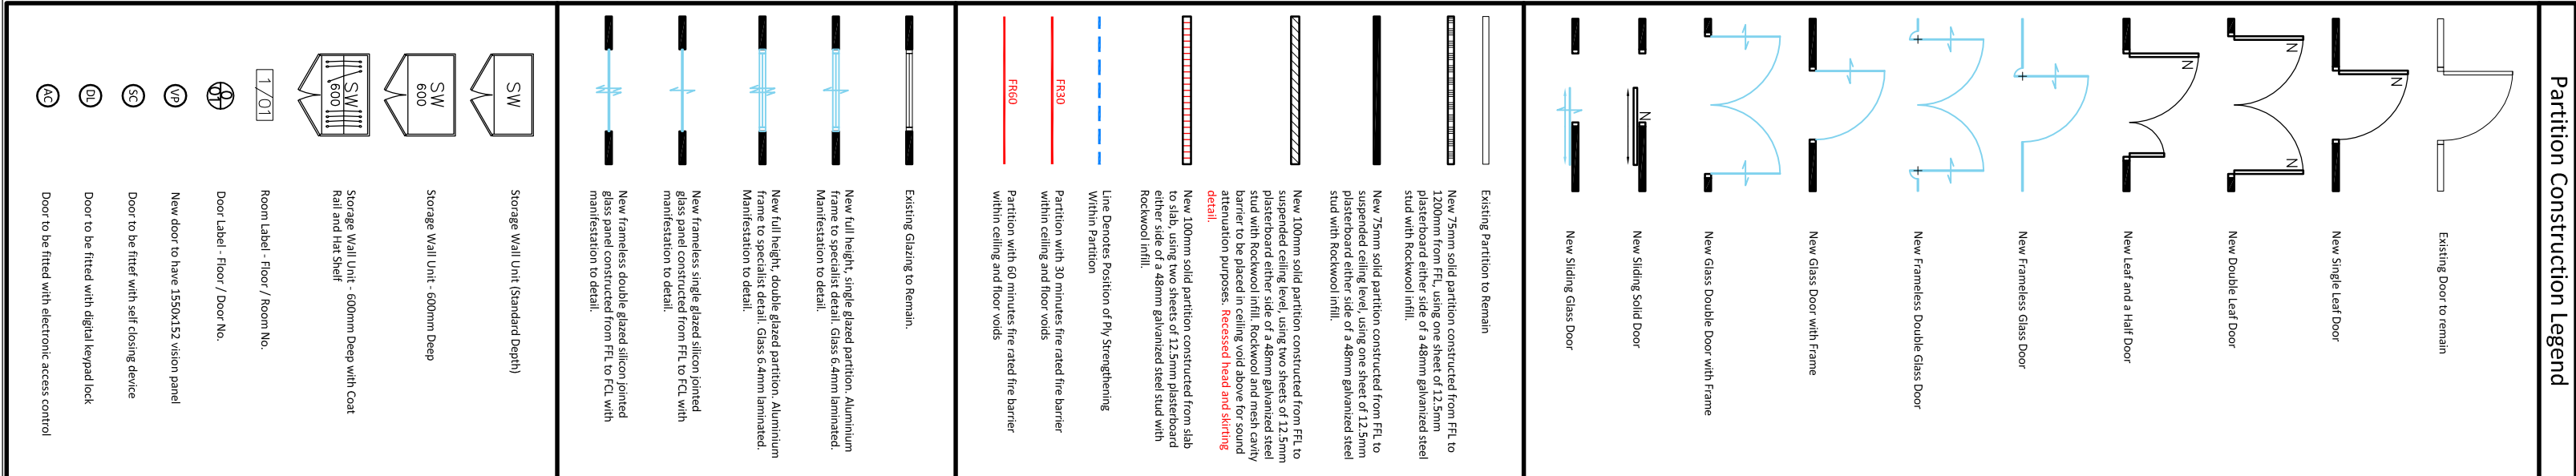 Partition Construction Legend
Existing Door to remain
N
New Single Leaf Door
N
N
New Double Leaf Door
N
New Leaf and a Half Door
New Frameless Glass Door
New Frameless Double Glass Door
New Glass Door with Frame
New Glass Double Door with Frame
N
New Sliding Solid Door
New Sliding Glass Door
Existing Partition to Remain
New 75mm solid partition constructed from FFL to
1200mm from FFL, using one sheet of 12.5mm
plasterboard either side of a 48mm galvanized steel
stud with Rockwool infill.
New 75mm solid partition constructed from FFL to
suspended ceiling level, using one sheet of 12.5mm
plasterboard either side of a 48mm galvanized steel
stud with Rockwool infill.
New 100mm solid partition constructed from FFL to
suspended ceiling level, using two sheets of 12.5mm
plasterboard either side of a 48mm galvanized steel
stud with Rockwool infill. Rockwool and mesh cavity
barrier to be placed in ceiling void above for sound
attenuation purposes. Recessed head and skirting
detail.
New 100mm solid partition constructed from slab
to slab, using two sheets of 12.5mm plasterboard
either side of a 48mm galvanized steel stud with
Rockwool infill.
Line Denotes Position of Ply Strengthening
Within Partition
FR30
Partition with 30 minutes fire rated fire barrier
within ceiling and floor voids
FR60
Partition with 60 minutes fire rated fire barrier
within ceiling and floor voids
Existing Glazing to Remain.
New full height, single glazed partition. Aluminium
frame to specialist detail. Glass 6.4mm laminated.
Manifestation to detail.
New full height, double glazed partition. Aluminium
frame to specialist detail. Glass 6.4mm laminated.
Manifestation to detail.
New frameless single glazed silicon jointed
glass panel constructed from FFL to FCL with
manifestation to detail.
New frameless double glazed silicon jointed
glass panel constructed from FFL to FCL with
manifestation to detail.
SW
Storage Wall Unit (Standard Depth)
SW
600
Storage Wall Unit - 600mm Deep
SW
600
Storage Wall Unit - 600mm Deep with Coat
Rail and Hat Shelf
1/01
Room Label - Floor / Room No.
0
01
Door Label - Floor / Door No.
VP
New door to have 1550x152 vision panel
SC
Door to be fittef with self closing device
DL
Door to be fitted with digital keypad lock
AC
Door to be fitted with electronic access control